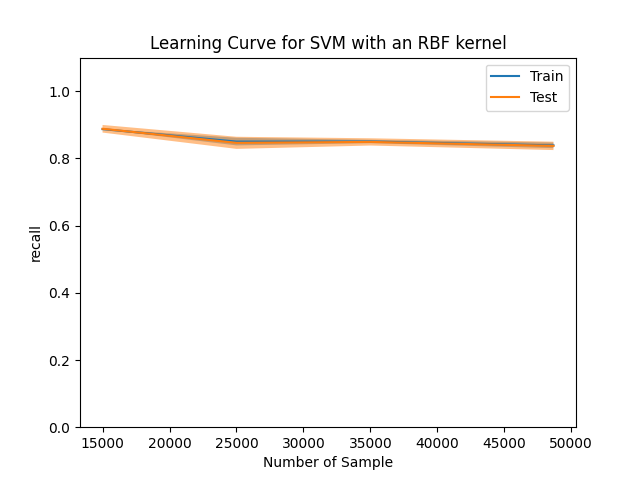 Learning Curve for SVM with an RBF kernel
Train
Test
1.0
0.8
0.6
0.4
0.2
0.0
recall
15000 20000 25000 30000 35000 40000 45000 50000
Number of Sample